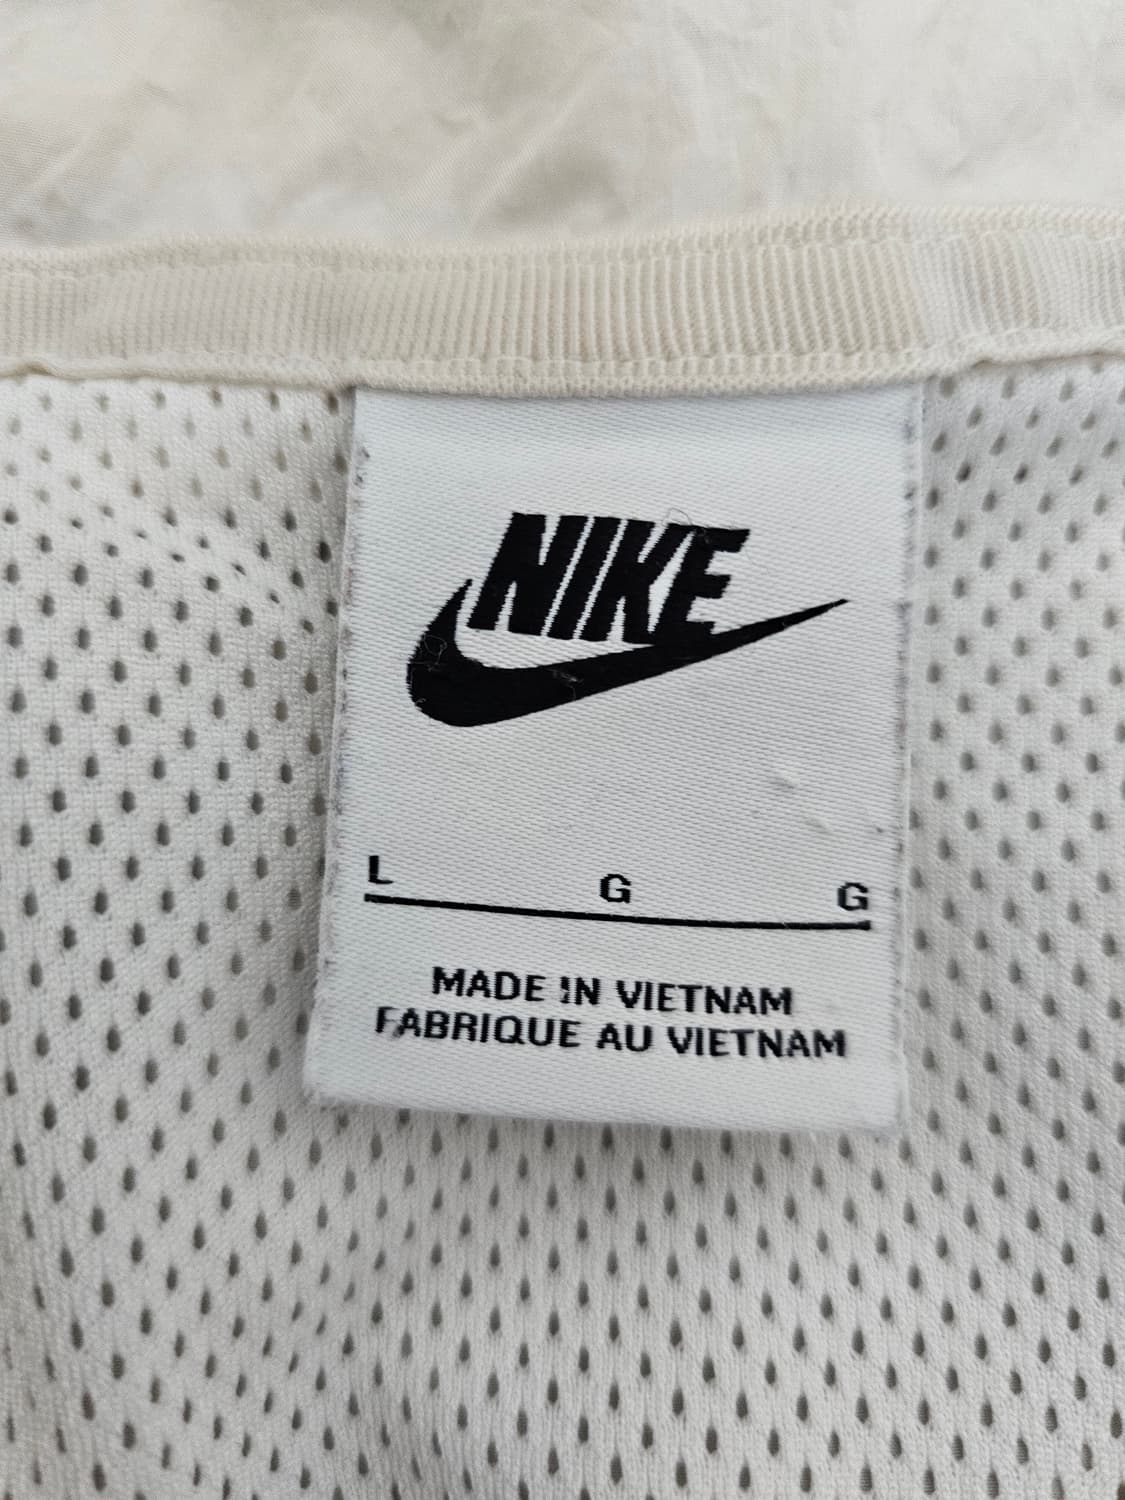 NIKE
L G G
MADE IN VIETNAM
FABRIQUE AU VIETNAM